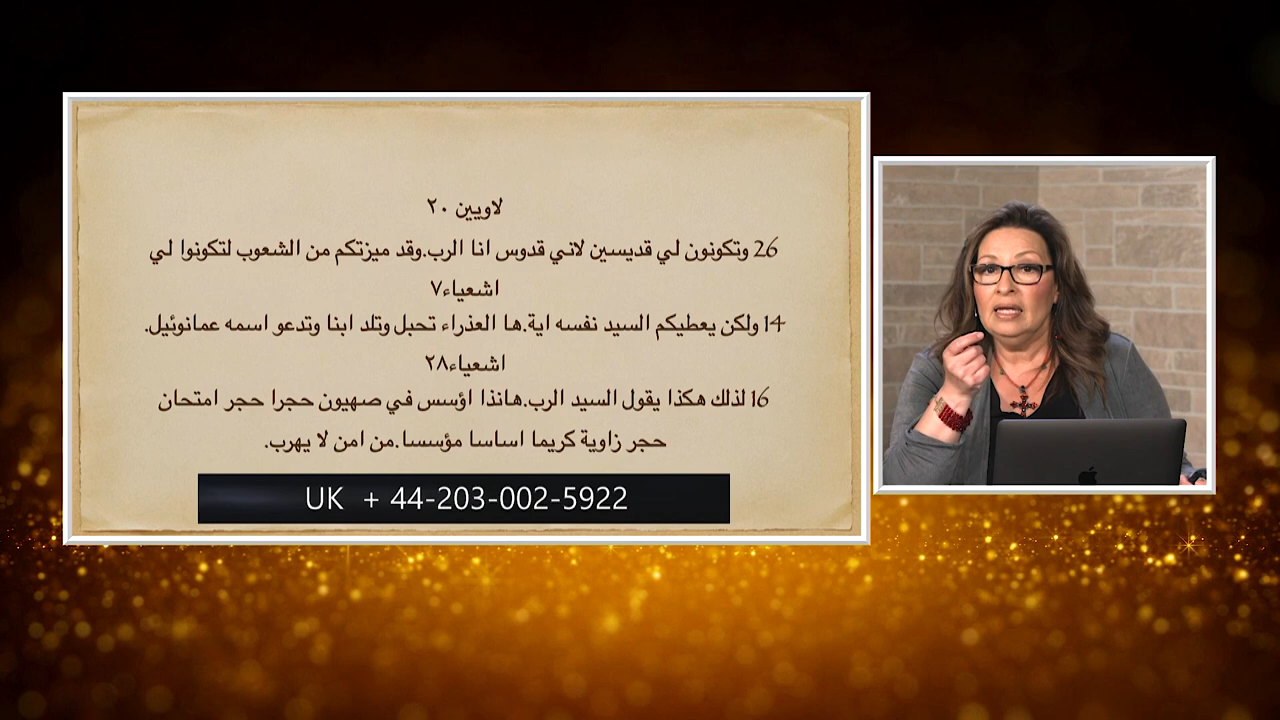 لاويين ٢٠
26 وتكونون لي قديسين لاني قدوس انا الرب.وقد ميزتكم من الشعوب لتكونوا لي
اشعياء٧
14 ولكن يعطيكم السيد نفسه اية.ها العذراء تحبل وتلد ابنا وتدعو اسمه عمانوئيل.
اشعياء٢٨
16 لذلك هكذا يقول السيد الرب.هانذا اؤسس في صهيون حجرا حجر امتحان
حجر زاوية كريما اساسا مؤسسا.من امن لا يهرب.
UK + 44-203-002-5922